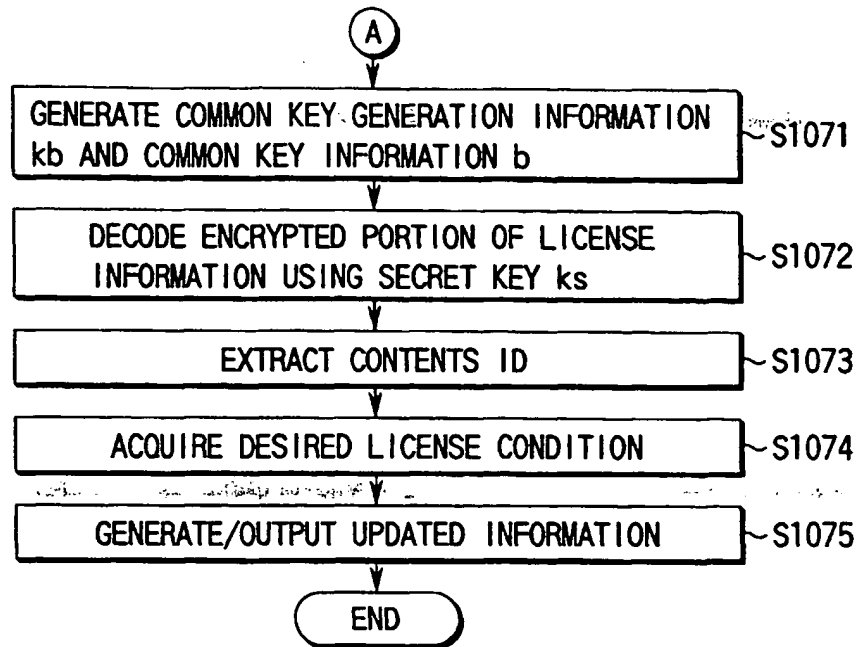 A
GENERATE COMMON KEY GENERATION INFORMATION
kb AND COMMON KEY INFORMATION b
S1071
DECODE ENCRYPTED PORTION OF LICENSE
INFORMATION USING SECRET KEY ks
S1072
EXTRACT CONTENTS ID
S1073
ACQUIRE DESIRED LICENSE CONDITION
S1074
GENERATE/OUTPUT UPDATED INFORMATION
S1075
END